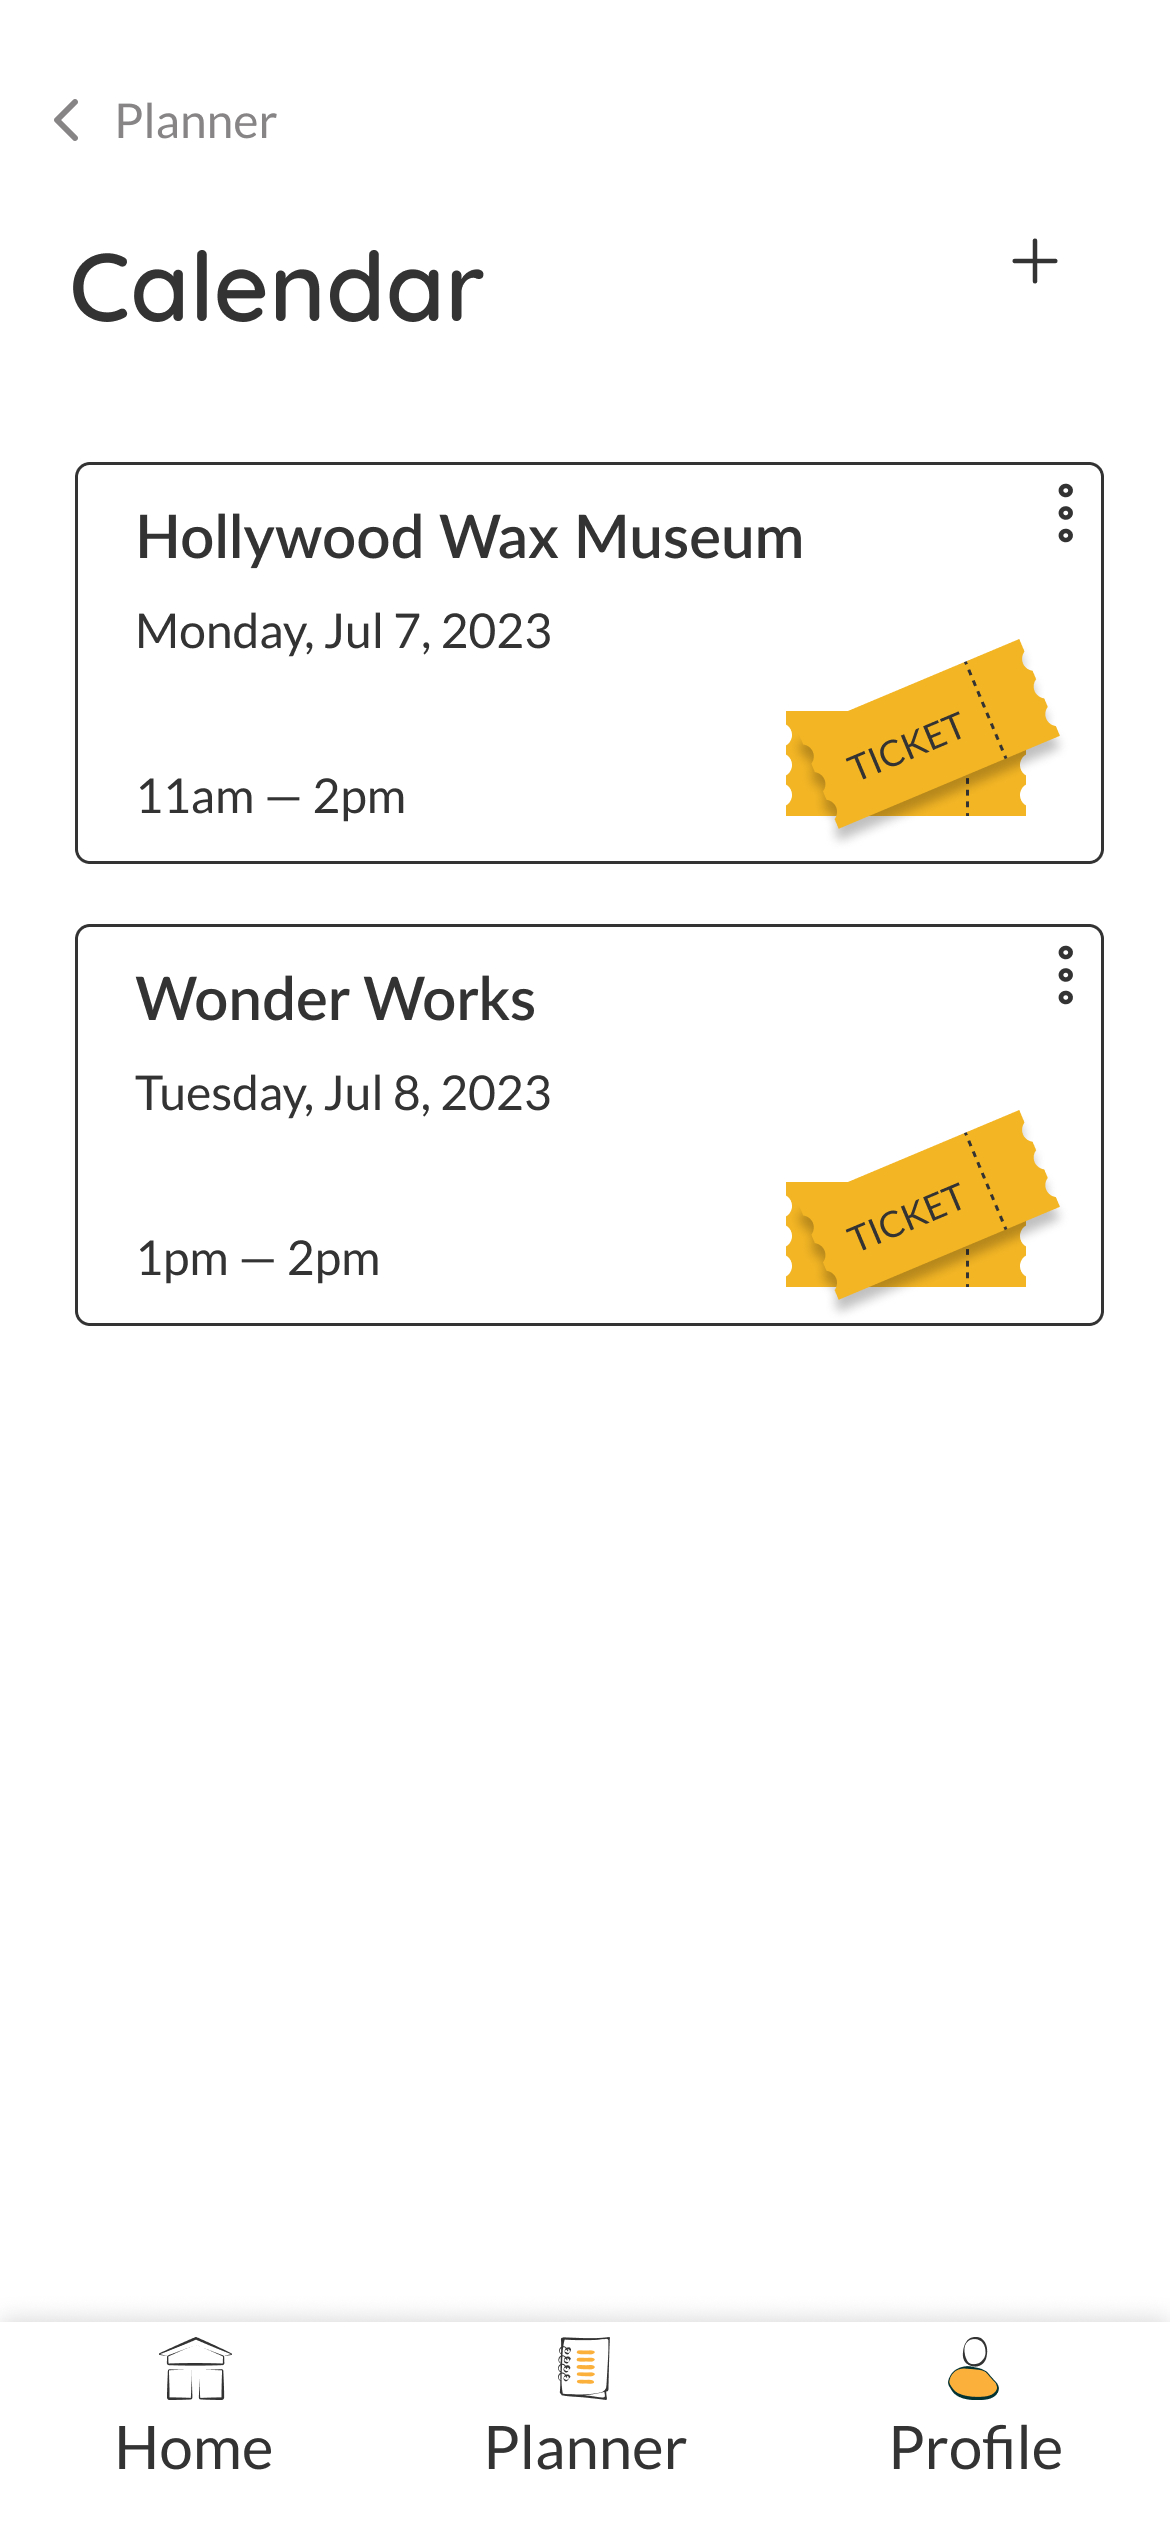 Planner
Calendar
Hollywood Wax Museum
Monday, Jul 7, 2023
TICKET
11am — 2pm
Wonder Works
Tuesday, Jul 8, 2023
TICKET
1pm — 2pm
Home
Planner
Profile